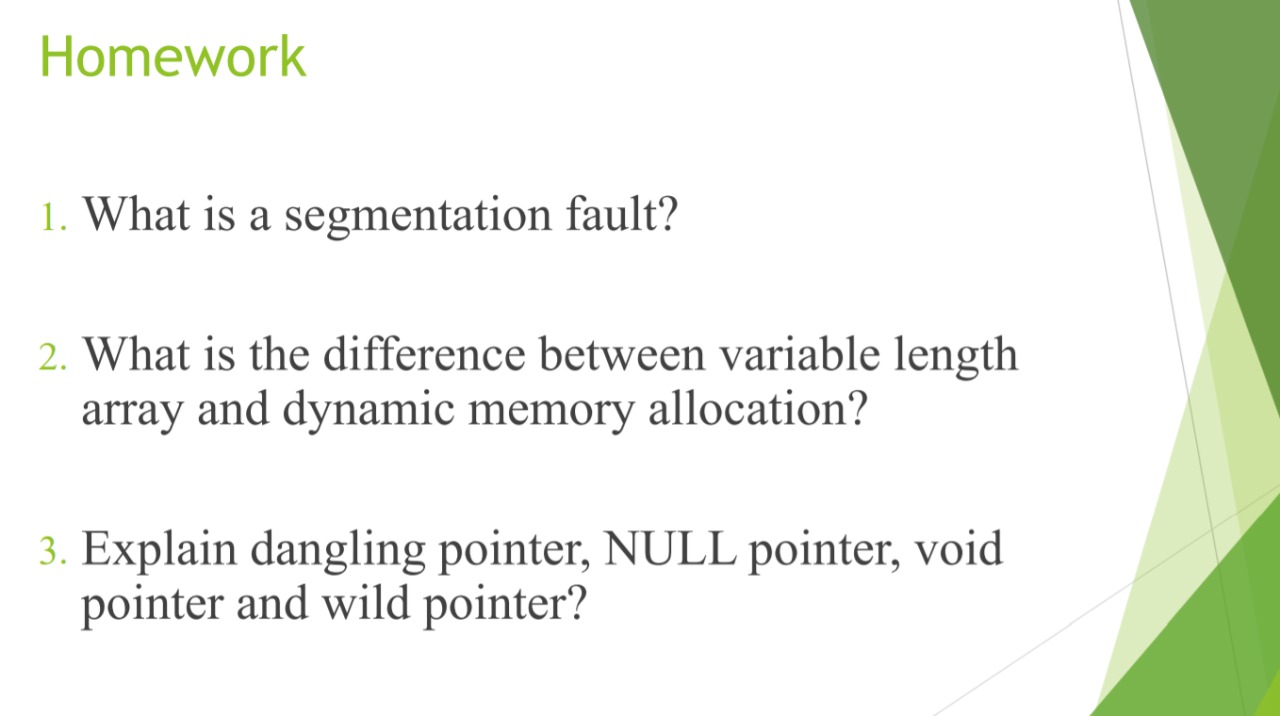 Homework
1. What is a segmentation fault?
2. What is the difference between variable length
array and dynamic memory allocation?
3. Explain dangling pointer, NULL pointer, void
pointer and wild pointer?